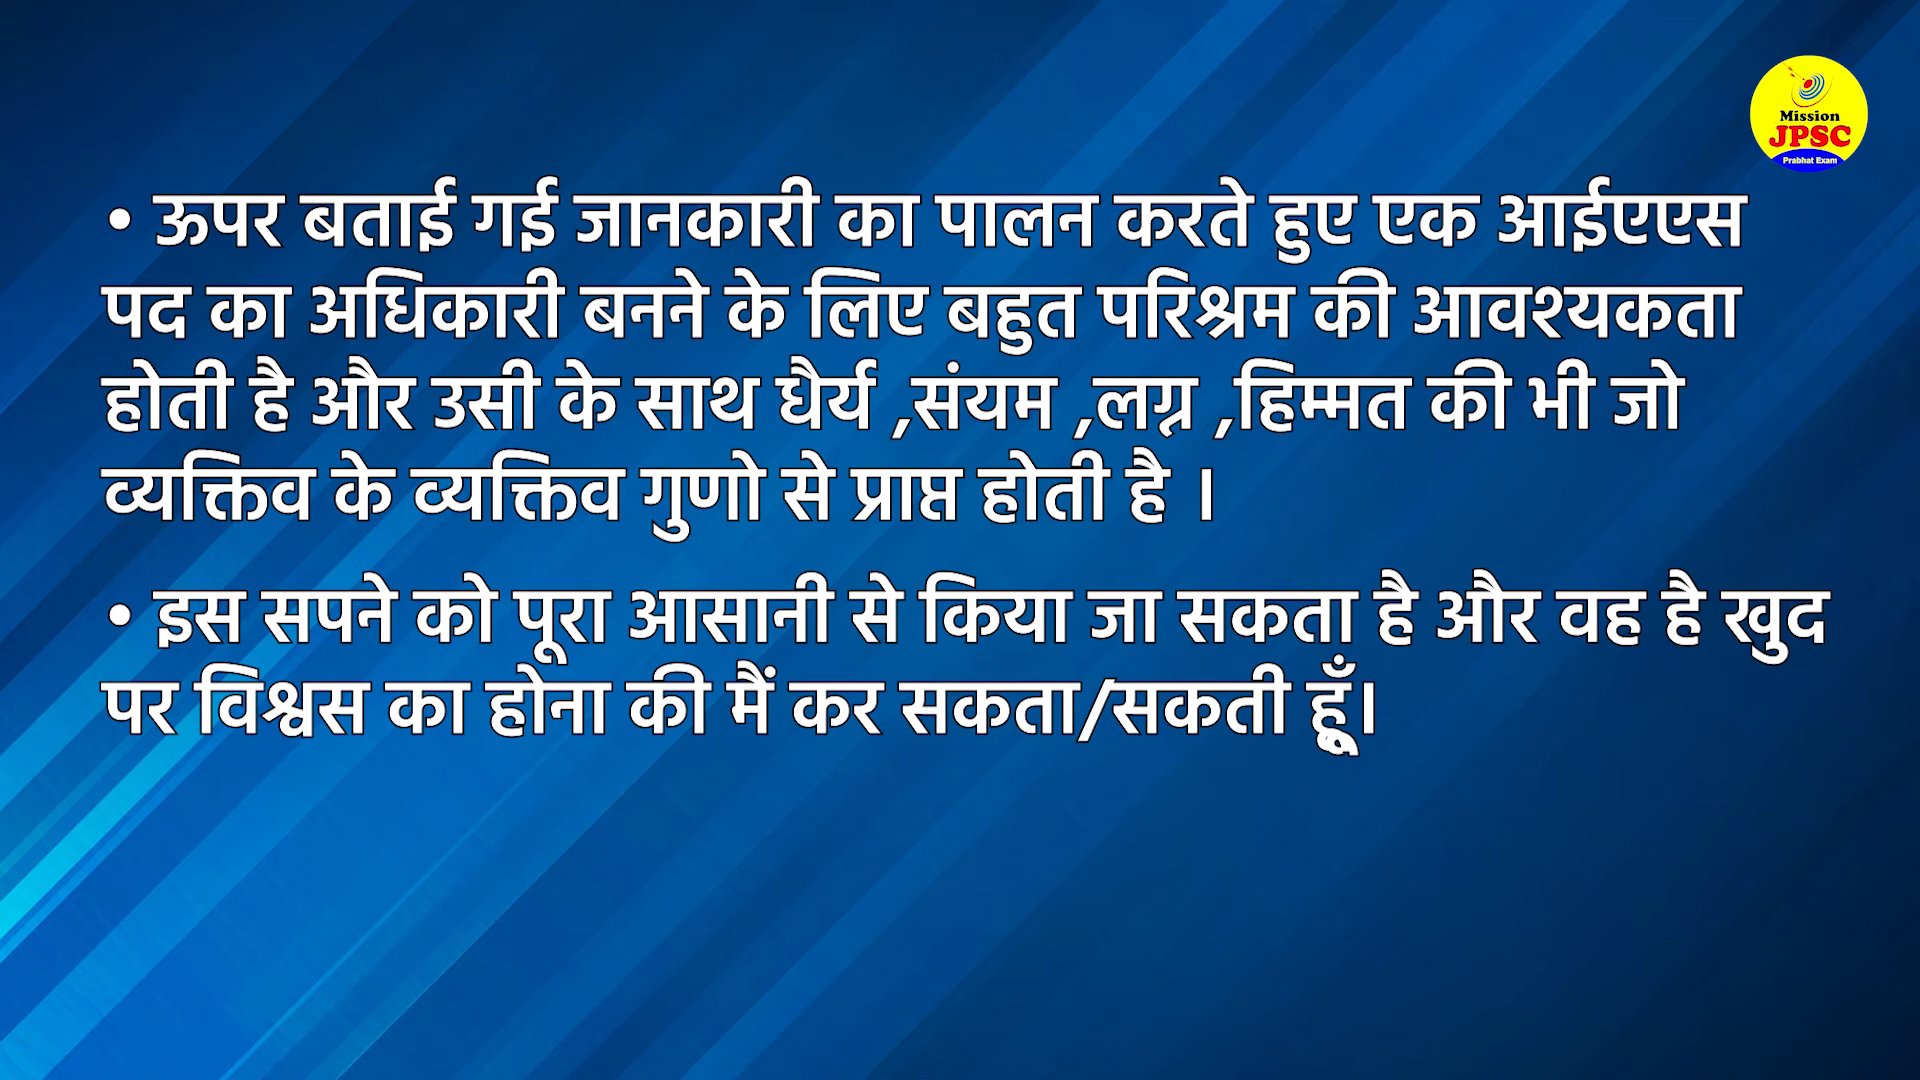 Mission
JPSC
Prabhat Exam
• ऊपर बताई गई जानकारी का पालन करते हुए एक आईएएस
पद का अधिकारी बनने के लिए बहुत परिश्रम की आवश्यकता
होती है और उसी के साथ धैर्य ,संयम ,लग्न ,हिम्मत की भी जो
व्यक्तिव के व्यक्तिव गुणो से प्राप्त होती है ।
• इस सपने को पूरा आसानी से किया जा सकता है और वह है खुद
पर विश्वस का होना की मैं कर सकता/सकती हूँ।